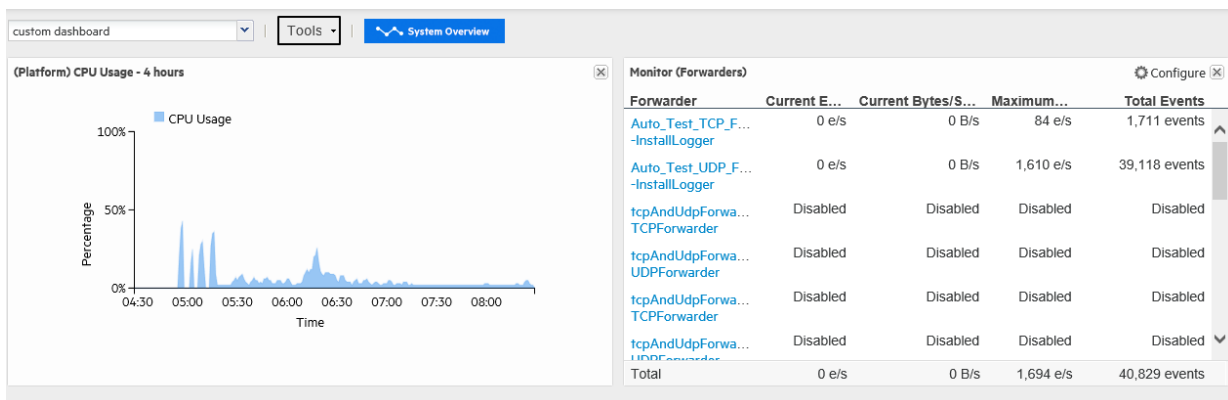 custom dashboard
Tools
System Overview
(Platform) CPU Usage - 4 hours
CPU Usage
100%
50%
0%
Percentage
04:30 05:00 05:30 06:00 06:30 07:00 07:30 08:00
Time
Monitor (Forwarders)
Configure
Forwarder Current E... Current Bytes/S... Maximum... Total Events
Auto_Test_TCP_F... 0 e/s 0 B/s 84 e/s 1,711 events
-InstallLogger
Auto_Test_UDP_F... 0 e/s 0 B/s 1,610 e/s 39,118 events
-InstallLogger
tcpAndUdpForwa... Disabled Disabled Disabled Disabled
TCPForwarder
tcpAndUdpForwa... Disabled Disabled Disabled Disabled
UDPForwarder
tcpAndUdpForwa... Disabled Disabled Disabled Disabled
TCPForwarder
tcpAndUdpForwa... Disabled Disabled Disabled Disabled
UDPForwarder
Total 0 e/s 0 B/s 1,694 e/s 40,829 events